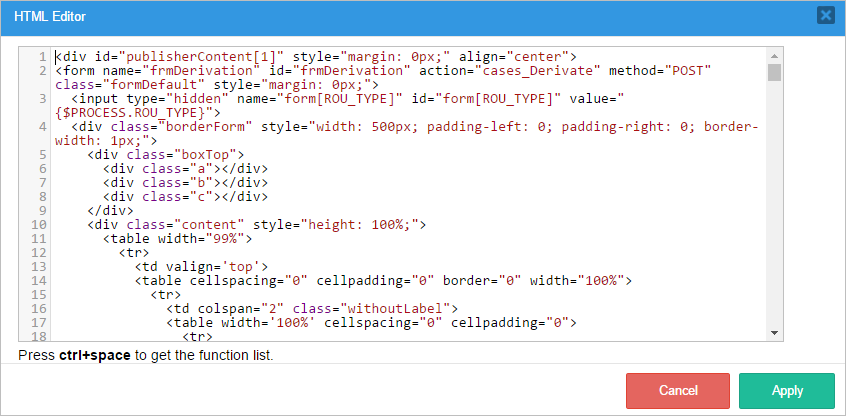 HTML Editor
1 <div id="publisherContent[1]" style="margin: 0px;" align="center">
2 <form name="frmDerivation" id="frmDerivation" action="cases_Derivate" method="POST"
class="formDefault" style="margin: 0px;">
3 <input type="hidden" name="form[ROU_TYPE]" id="form[ROU_TYPE]" value="
{$PROCESS.ROU_TYPE}">
4 <div class="borderForm" style="width: 500px; padding-left: 0; padding-right: 0; border-
width: 1px;">
5 <div class="boxTop">
6 <div class="a"></div>
7 <div class="b"></div>
8 <div class="c"></div>
9 </div>
10 <div class="content" style="height: 100%;">
11 <table width="99%">
12 <tr>
13 <td valign='top'>
14 <table cellspacing="0" cellpadding="0" border="0" width="100%">
15 <tr>
16 <td colspan="2" class="withoutLabel">
17 <table width='100%' cellspacing="0" cellpadding="0">
18 <tr>
Press ctrl+space to get the function list.
Cancel Apply